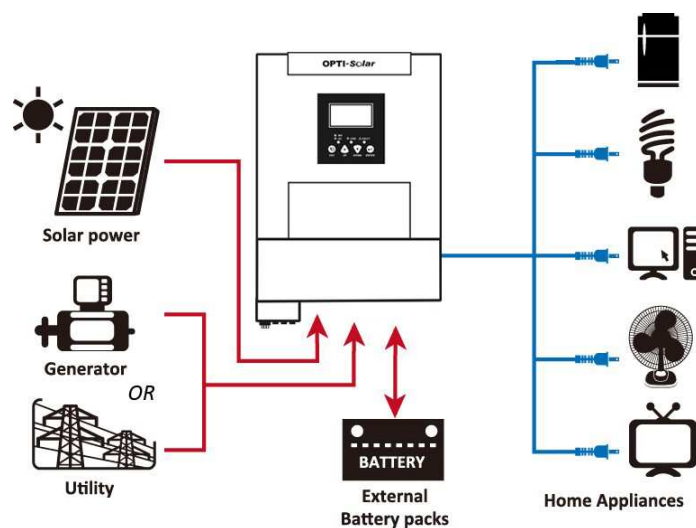 OPTI-Solar
Solar power
Generator
OR
Utility
BATTERY
External
Battery packs
Home Appliances